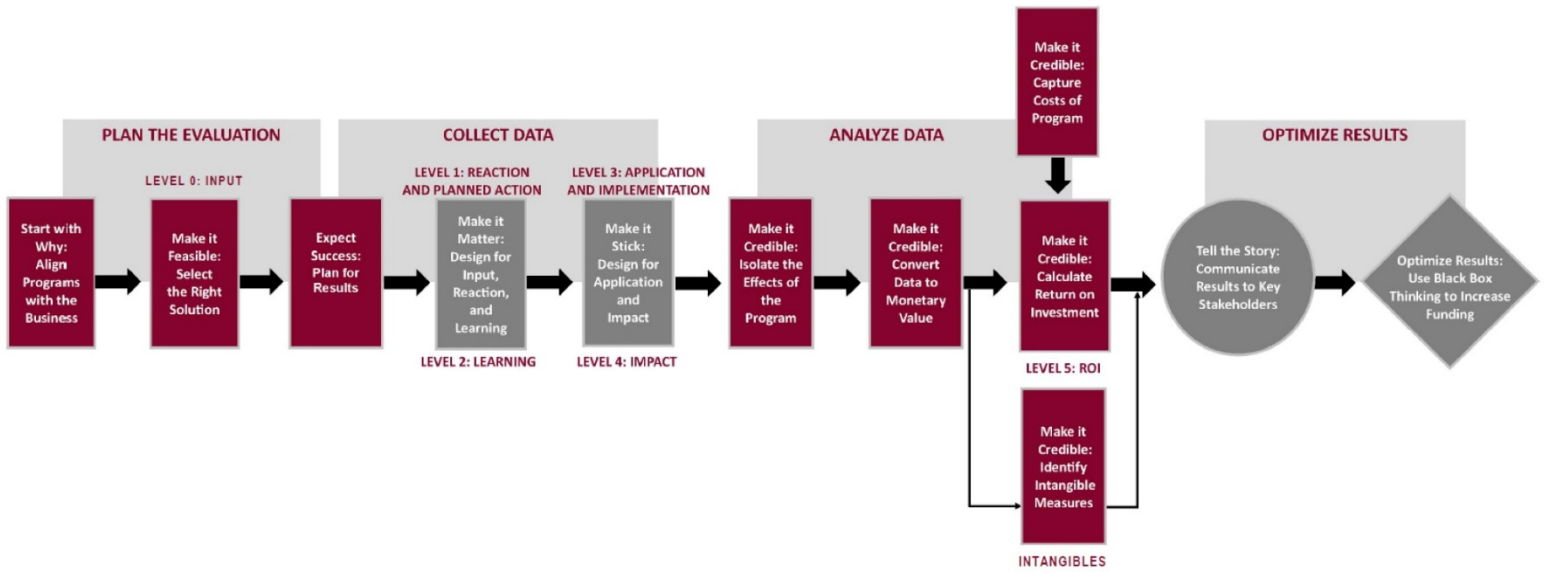 PLAN THE EVALUATION
LEVEL 0: INPUT
Start with
Why:
Align
Programs
with the
Business
Make it
Feasible:
Select
the Right
Solution
Expect
Success:
Plan for
Results
COLLECT DATA
LEVEL 1: REACTION
AND PLANNED ACTION
Make it
Matter:
Design for
Input,
Reaction,
and
Learning
LEVEL 2: LEARNING
LEVEL 3: APPLICATION
AND IMPLEMENTATION
Make it
Stick:
Design for
Application
and
Impact
LEVEL 4: IMPACT
ANALYZE DATA
Make it
Credible:
Isolate the
Effects of
the
Program
Make it
Credible:
Convert
Data to
Monetary
Value
Make it
Credible:
Capture
Costs of
Program
Make it
Credible:
Calculate
Return on
Investment
LEVEL 5: ROI
Make it
Credible:
Identify
Intangible
Measures
INTANGIBLES
OPTIMIZE RESULTS
Tell the Story:
Communicate
Results to Key
Stakeholders
Optimize Results:
Use Black Box
Thinking to Increase
Funding